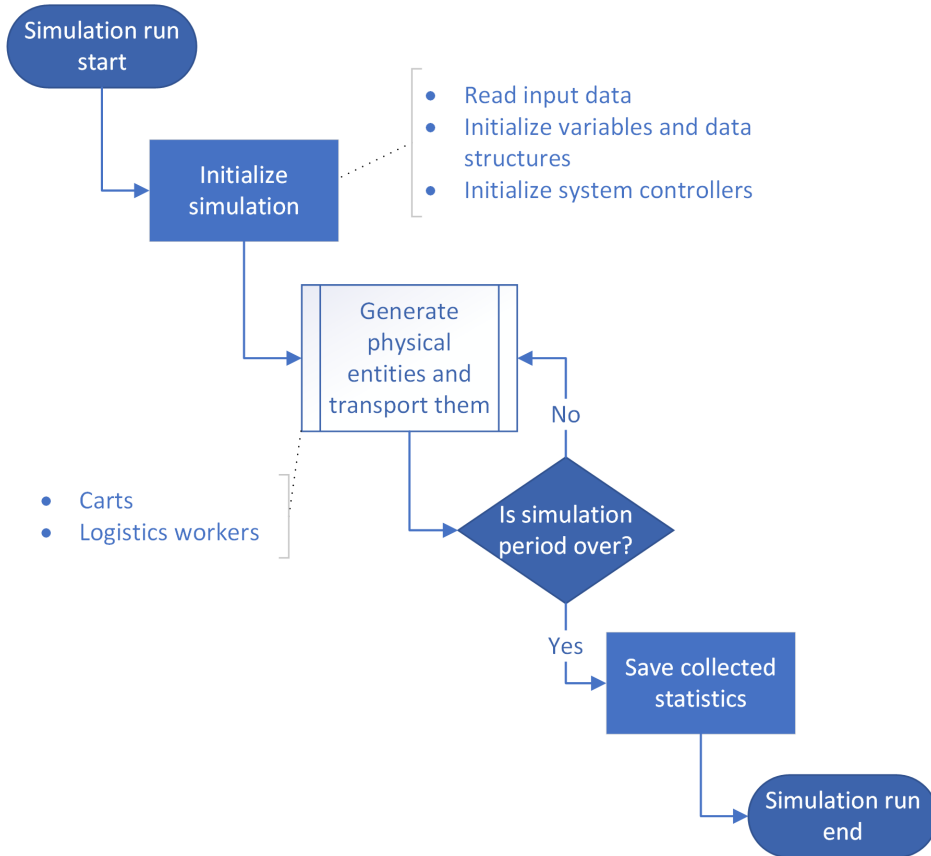 Simulation run
start
• Read input data
• Initialize variables and data
structures
• Initialize system controllers
Initialize
simulation
Generate
physical
entities and
transport them
No
• Carts
• Logistics workers
Is simulation
period over?
Yes
Save collected
statistics
Simulation run
end